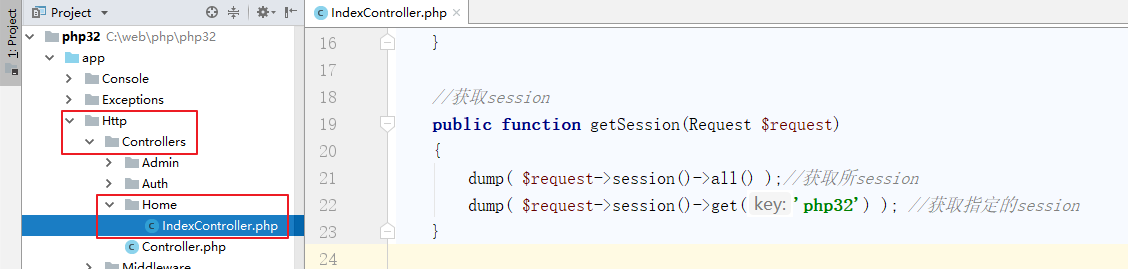 1: Project
Project
php32 C:\web\php\php32
app
Console
Exceptions
Http
Controllers
Admin
Auth
Home
IndexController.php
Controller.php
Middleware
IndexController.php
16 }
17
18 //获取session
19 public function getSession(Request $request)
20 {
21 dump( $request->session()->all() );//获取所session
22 dump( $request->session()->get( key: 'php32') ); //获取指定的session
23 }
24